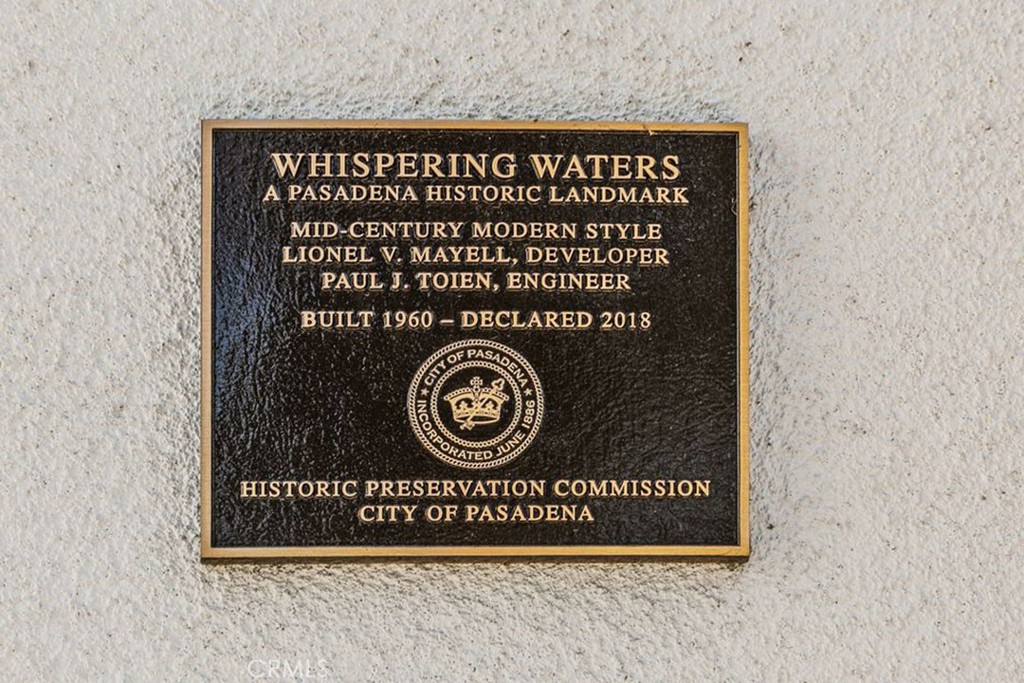 WHISPERING WATERS
A PASADENA HISTORIC LANDMARK
MID-CENTURY MODERN STYLE
LIONEL V. MAYELL, DEVELOPER
PAUL J. TOIEN, ENGINEER
BUILT 1960 – DECLARED 2018
CITY OF PASADENA
INCORPORATED JUNE 1886
HISTORIC PRESERVATION COMMISSION
CITY OF PASADENA
CRMLS